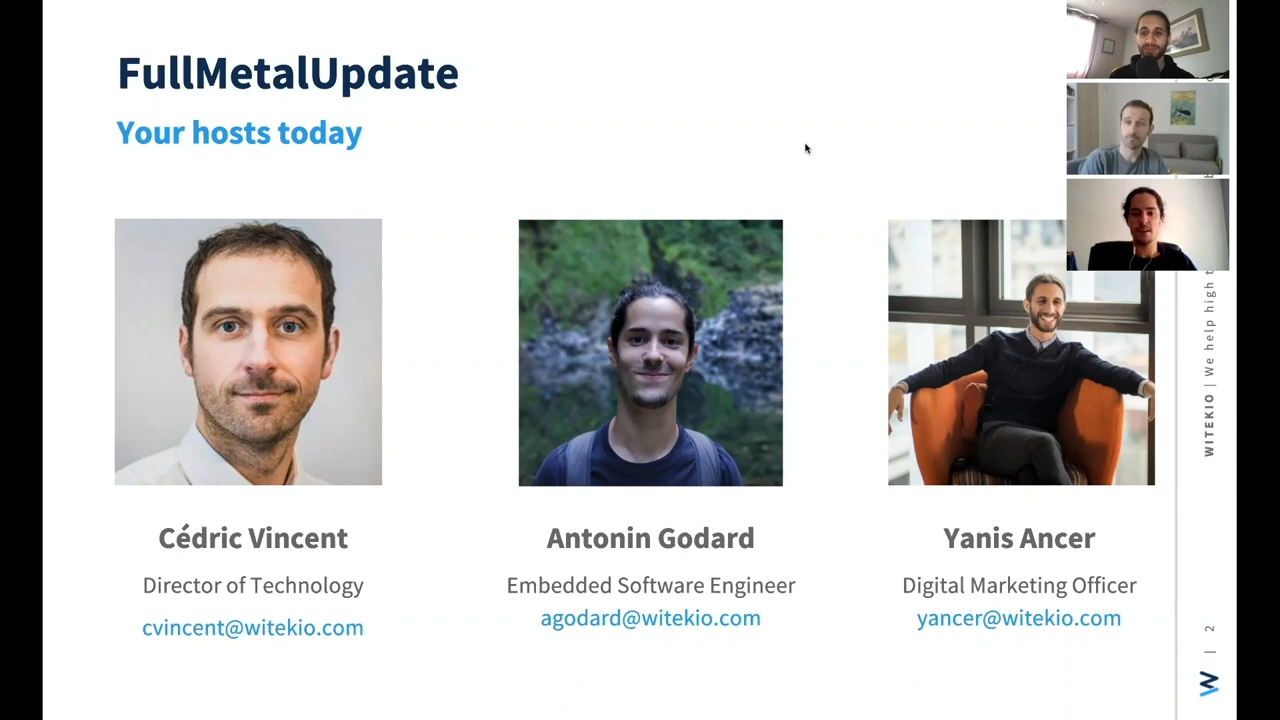 FullMetalUpdate
Your hosts today
Cédric Vincent
Director of Technology
cvincent@witekio.com
Antonin Godard
Embedded Software Engineer
agodard@witekio.com
Yanis Ancer
Digital Marketing Officer
yancer@witekio.com
WITEKIO | We help high
| 2